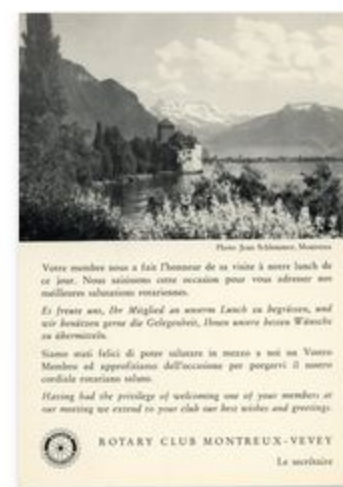 Photo Jean Schlemmer, Montreux
Votre membre nous a fait l'honneur de sa visite à notre lunch de
ce jour. Nous saisissons cette occasion pour vous adresser nos
meilleures salutations rotariennes.
Es freute uns, Ihr Mitglied an unserm Lunch zu begrüssen, und
wir benützen gerne die Gelegenheit, Ihnen unsere besten Wünsche
zu übermitteln.
Siamo stati felici di poter salutare in mezzo a noi un Vostro
Membro ed approfittiamo dell'occasione per porgervi il nostro
cordiale rotariano saluto.
Having had the privilege of welcoming one of your members at
our meeting we extend to your club our best wishes and greetings.
ROTARY CLUB MONTREUX-VEVEY
Le secrétaire